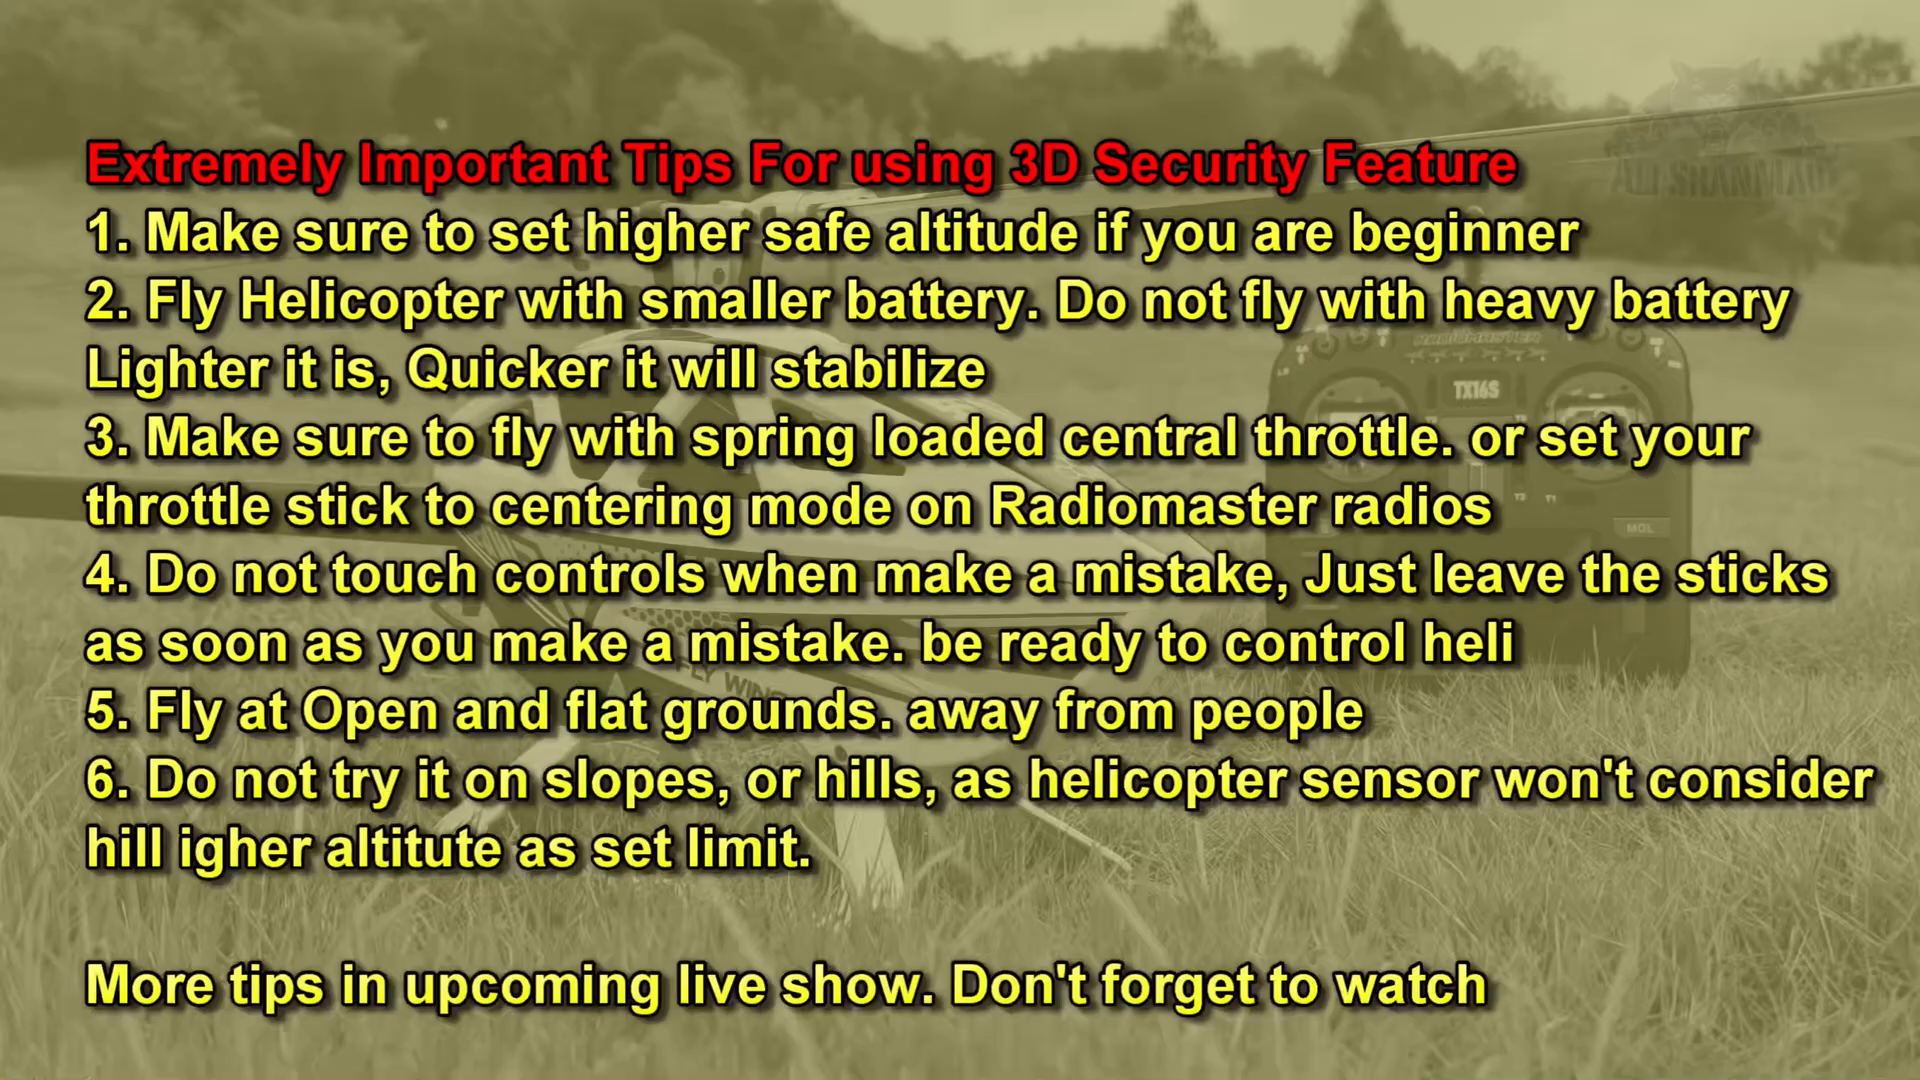 Extremely Important Tips For using 3D Security Feature
1. Make sure to set higher safe altitude if you are beginner
2. Fly Helicopter with smaller battery. Do not fly with heavy battery
Lighter it is, Quicker it will stabilize
3. Make sure to fly with spring loaded central throttle. or set your
throttle stick to centering mode on Radiomaster radios
4. Do not touch controls when make a mistake, Just leave the sticks
as soon as you make a mistake. be ready to control heli
5. Fly at Open and flat grounds. away from people
6. Do not try it on slopes, or hills, as helicopter sensor won't consider
hill igher altitute as set limit.
More tips in upcoming live show. Don't forget to watch
RADIOMASTER
TX16S
FLY WING